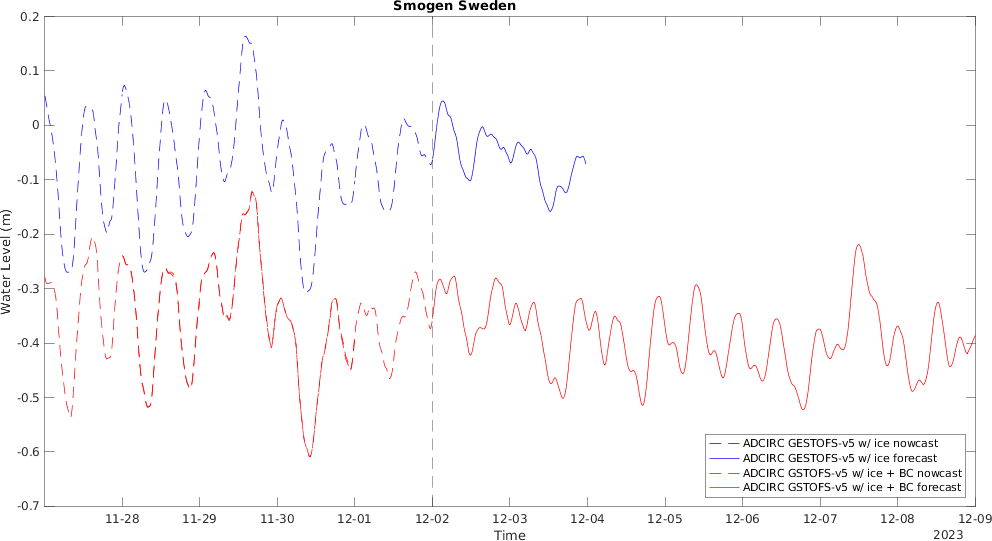 Smogen Sweden
0.2
0.1
0
-0.1
-0.2
-0.3
-0.4
-0.5
-0.6
-0.7
Water Level (m)
ADCIRC GESTOFS-v5 w/ ice nowcast
ADCIRC GESTOFS-v5 w/ ice forecast
ADCIRC GSTOFS-v5 w/ ice + BC nowcast
ADCIRC GSTOFS-v5 w/ ice + BC forecast
11-28 11-29 11-30 12-01 12-02 12-03 12-04 12-05 12-06 12-07 12-08 12-09
Time
2023